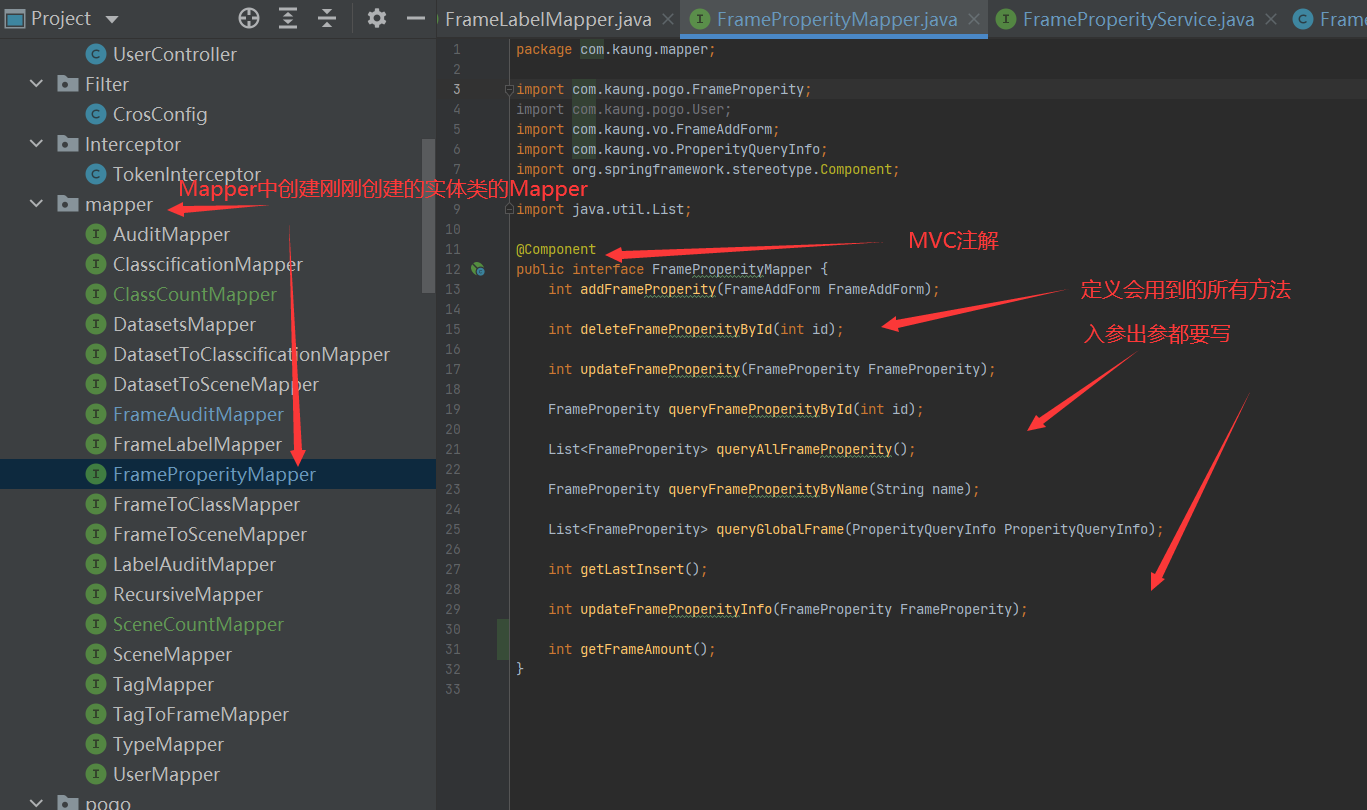 Project
UserController
Filter
CrosConfig
Interceptor
TokenInterceptor
mapper
AuditMapper
ClasscificationMapper
ClassCountMapper
DatasetsMapper
DatasetToClasscificationMapper
DatasetToSceneMapper
FrameAuditMapper
FrameLabelMapper
FrameProperityMapper
FrameToClassMapper
FrameToSceneMapper
LabelAuditMapper
RecursiveMapper
SceneCountMapper
SceneMapper
TagMapper
TagToFrameMapper
TypeMapper
UserMapper
pogo
Mapper中创建刚刚创建的实体类的Mapper
FrameLabelMapper.java
FrameProperityMapper.java
FrameProperityService.java
Frame
1 package com.kaung.mapper;
2
3 import com.kaung.pogo.FrameProperity;
4 import com.kaung.pogo.User;
5 import com.kaung.vo.FrameAddForm;
6 import com.kaung.vo.ProperityQueryInfo;
7 import org.springframework.stereotype.Component;
9 import java.util.List;
10
11 @Component
12 public interface FrameProperityMapper {
13 int addFrameProperity(FrameAddForm FrameAddForm);
14
15 int deleteFrameProperityById(int id);
16
17 int updateFrameProperity(FrameProperity FrameProperity);
18
19 FrameProperity queryFrameProperityById(int id);
20
21 List<FrameProperity> queryAllFrameProperity();
22
23 FrameProperity queryFrameProperityByName(String name);
24
25 List<FrameProperity> queryGlobalFrame(ProperityQueryInfo ProperityQueryInfo);
26
27 int getLastInsert();
28
29 int updateFrameProperityInfo(FrameProperity FrameProperity);
30
31 int getFrameAmount();
32 }
33
MVC注解
定义会用到的所有方法
入参出参都要写